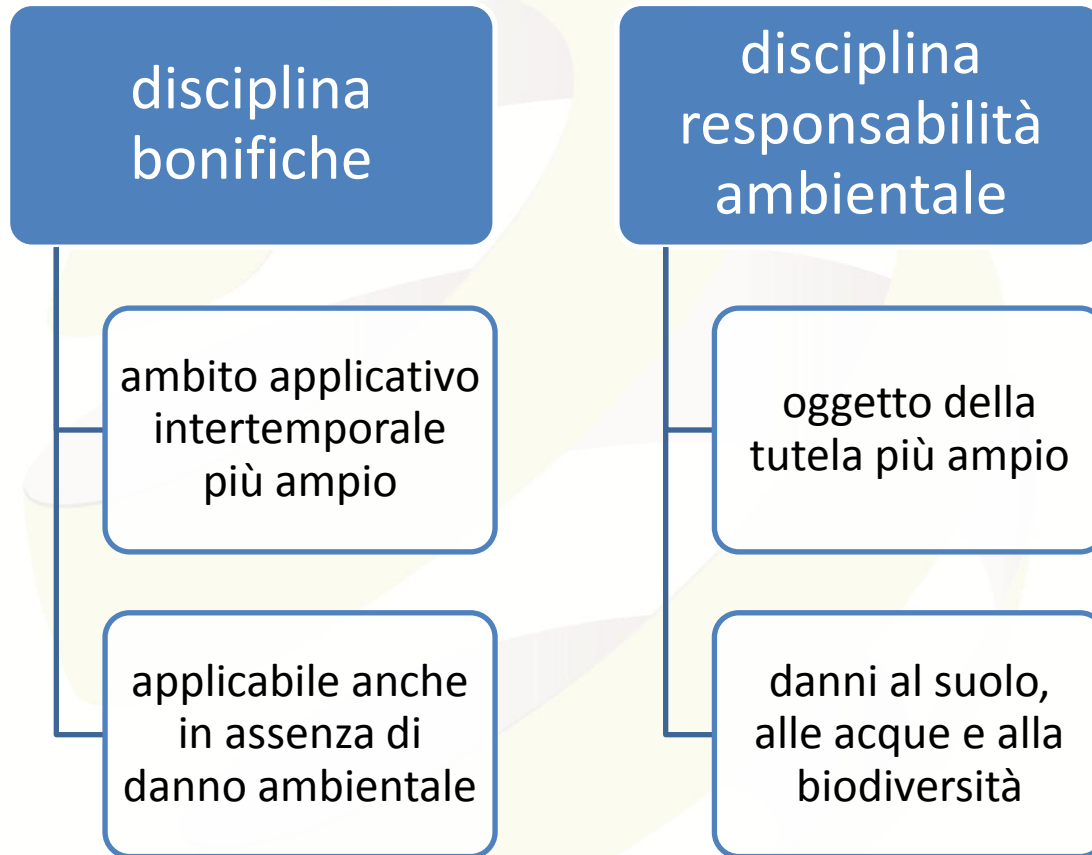 disciplina
bonifiche
ambito applicativo
intertemporale
più ampio
applicabile anche
in assenza di
danno ambientale
disciplina
responsabilità
ambientale
oggetto della
tutela più ampio
danni al suolo,
alle acque e alla
biodiversità